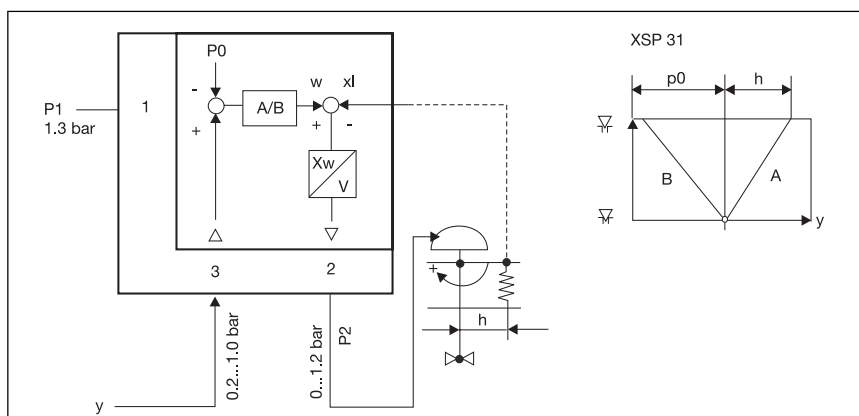 XSP 31
P0
p0
h
-
w
xl
P1
1
A/B
1.3 bar
+
+
-
Xw
V
B
A
y
3
2
+
0.2...1.0 bar
0...1.2 bar
P2
h
y